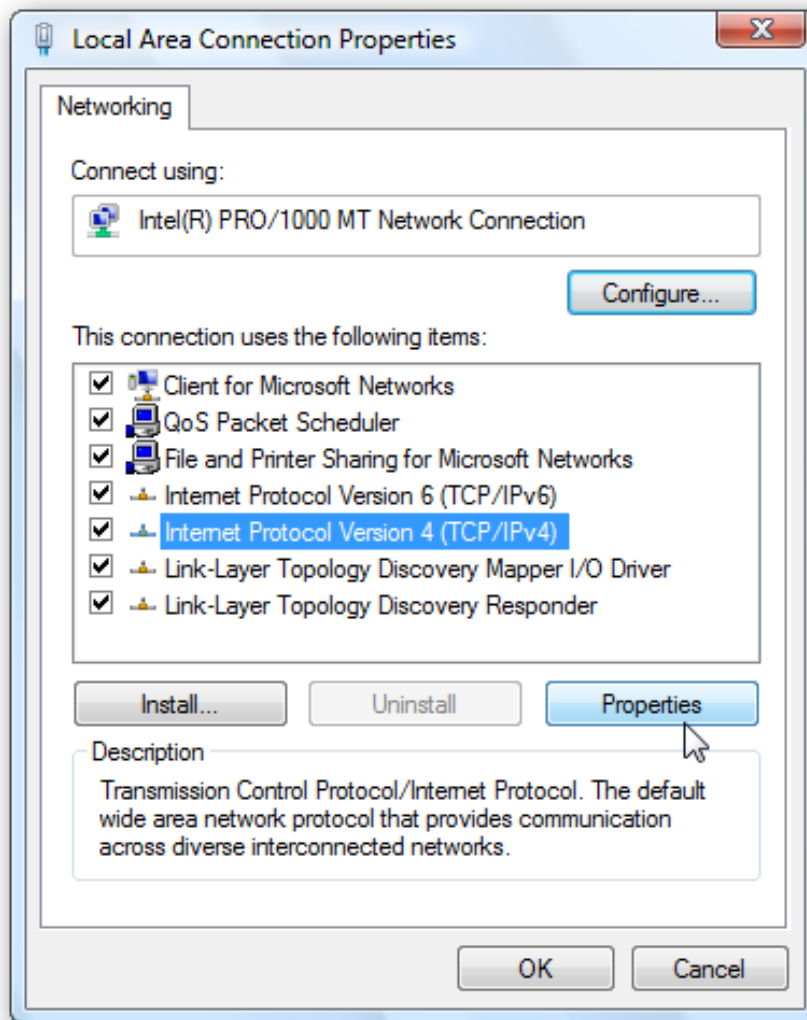 Local Area Connection Properties
Networking
Connect using:
Intel(R) PRO/1000 MT Network Connection
Configure...
This connection uses the following items:
Client for Microsoft Networks
QoS Packet Scheduler
File and Printer Sharing for Microsoft Networks
Internet Protocol Version 6 (TCP/IPv6)
Internet Protocol Version 4 (TCP/IPv4)
Link-Layer Topology Discovery Mapper I/O Driver
Link-Layer Topology Discovery Responder
Install... Uninstall Properties
Description
Transmission Control Protocol/Internet Protocol. The default
wide area network protocol that provides communication
across diverse interconnected networks.
OK Cancel